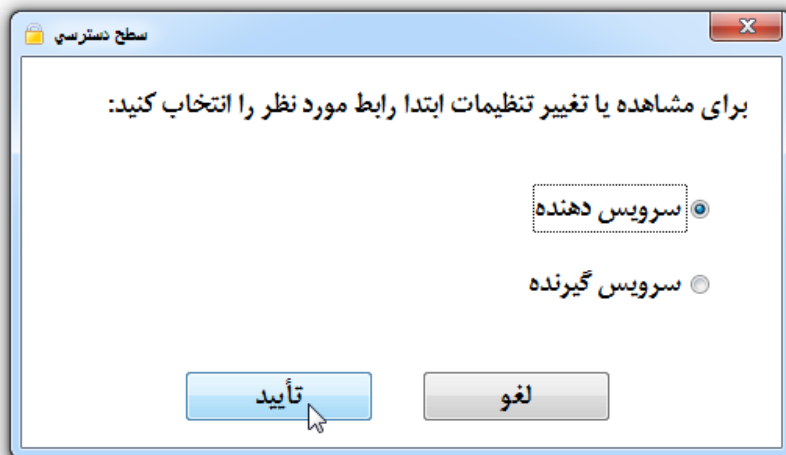 سطح دسترسي
برای مشاهده یا تغییر تنظیمات ابتدا رابط مورد نظر را انتخاب کنید:
سرویس دهنده
سرویس گیرنده
لغو
تأیید